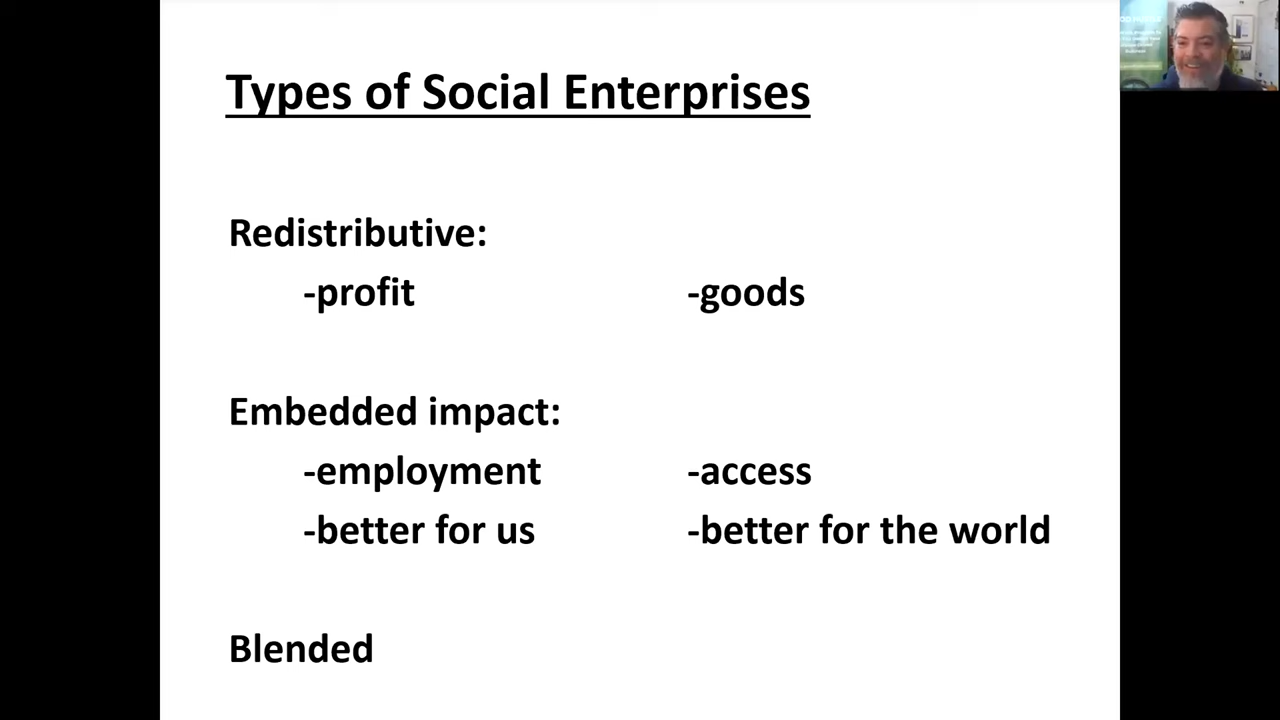 Types of Social Enterprises
Redistributive:
-profit -goods
Embedded impact:
-employment -access
-better for us -better for the world
Blended